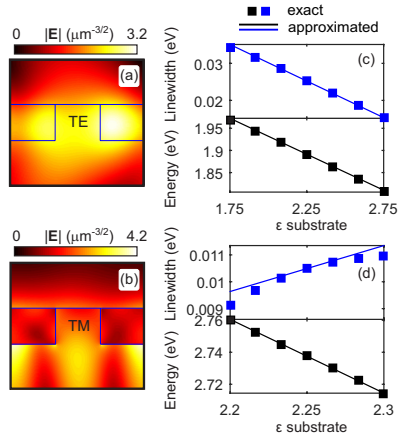 0 |E| (μm⁻³/²) 3.2
(a)
TE
0 |E| (μm⁻³/²) 4.2
(b)
TM
exact
approximated
Linewidth (eV)
0.03
0.02
(c)
Energy (eV)
1.95
1.9
1.85
1.75 2.25 2.75
ε substrate
Linewidth (eV)
0.011
0.01
0.009
(d)
Energy (eV)
2.76
2.74
2.72
2.2 2.25 2.3
ε substrate